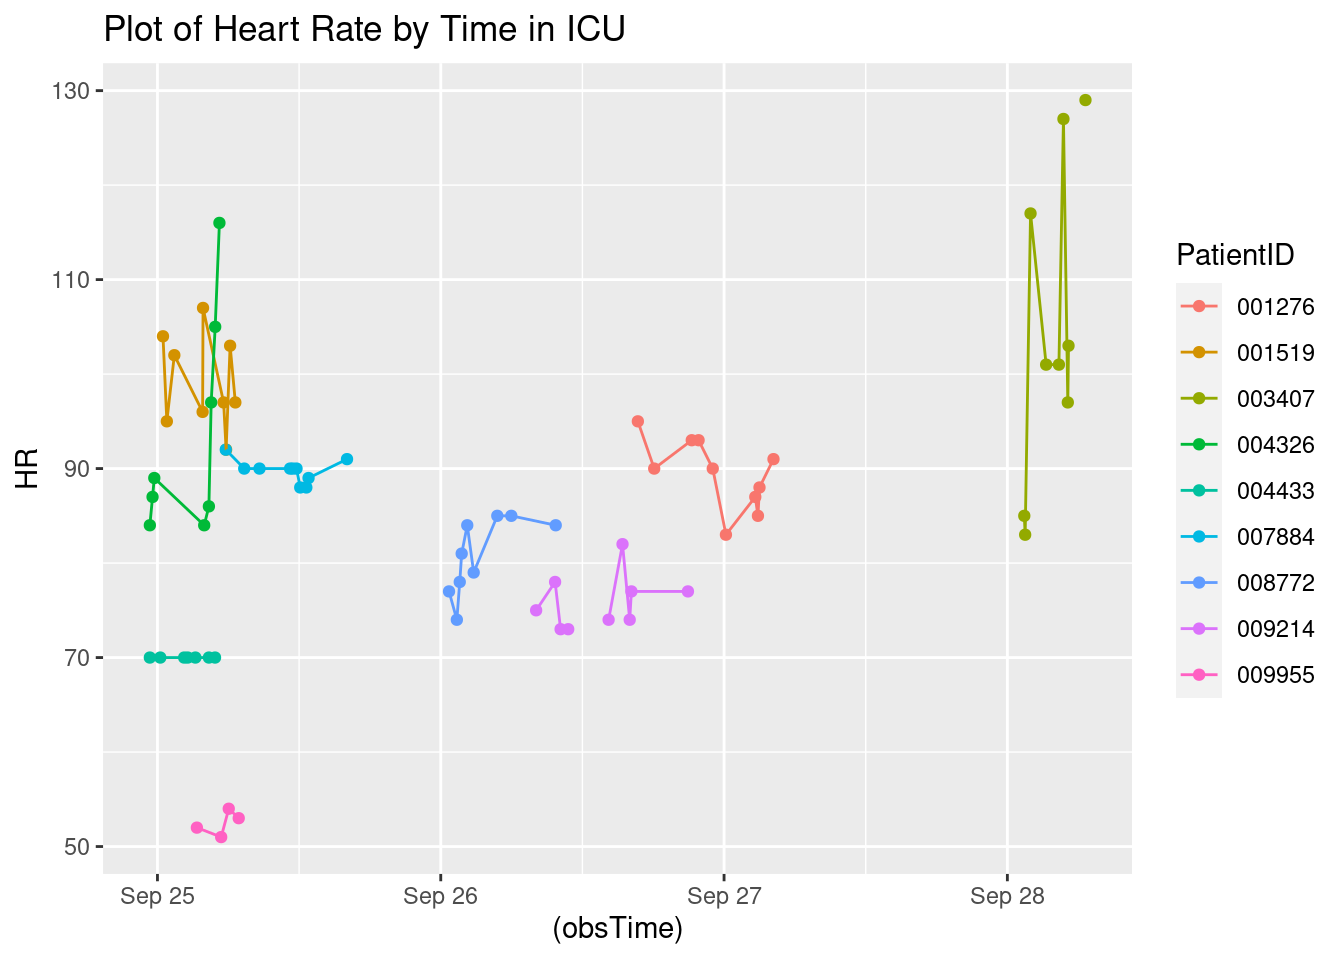 Plot of Heart Rate by Time in ICU
130
110
90
70
50
HR
Sep 25
Sep 26
Sep 27
Sep 28
(obsTime)
PatientID
001276
001519
003407
004326
004433
007884
008772
009214
009955